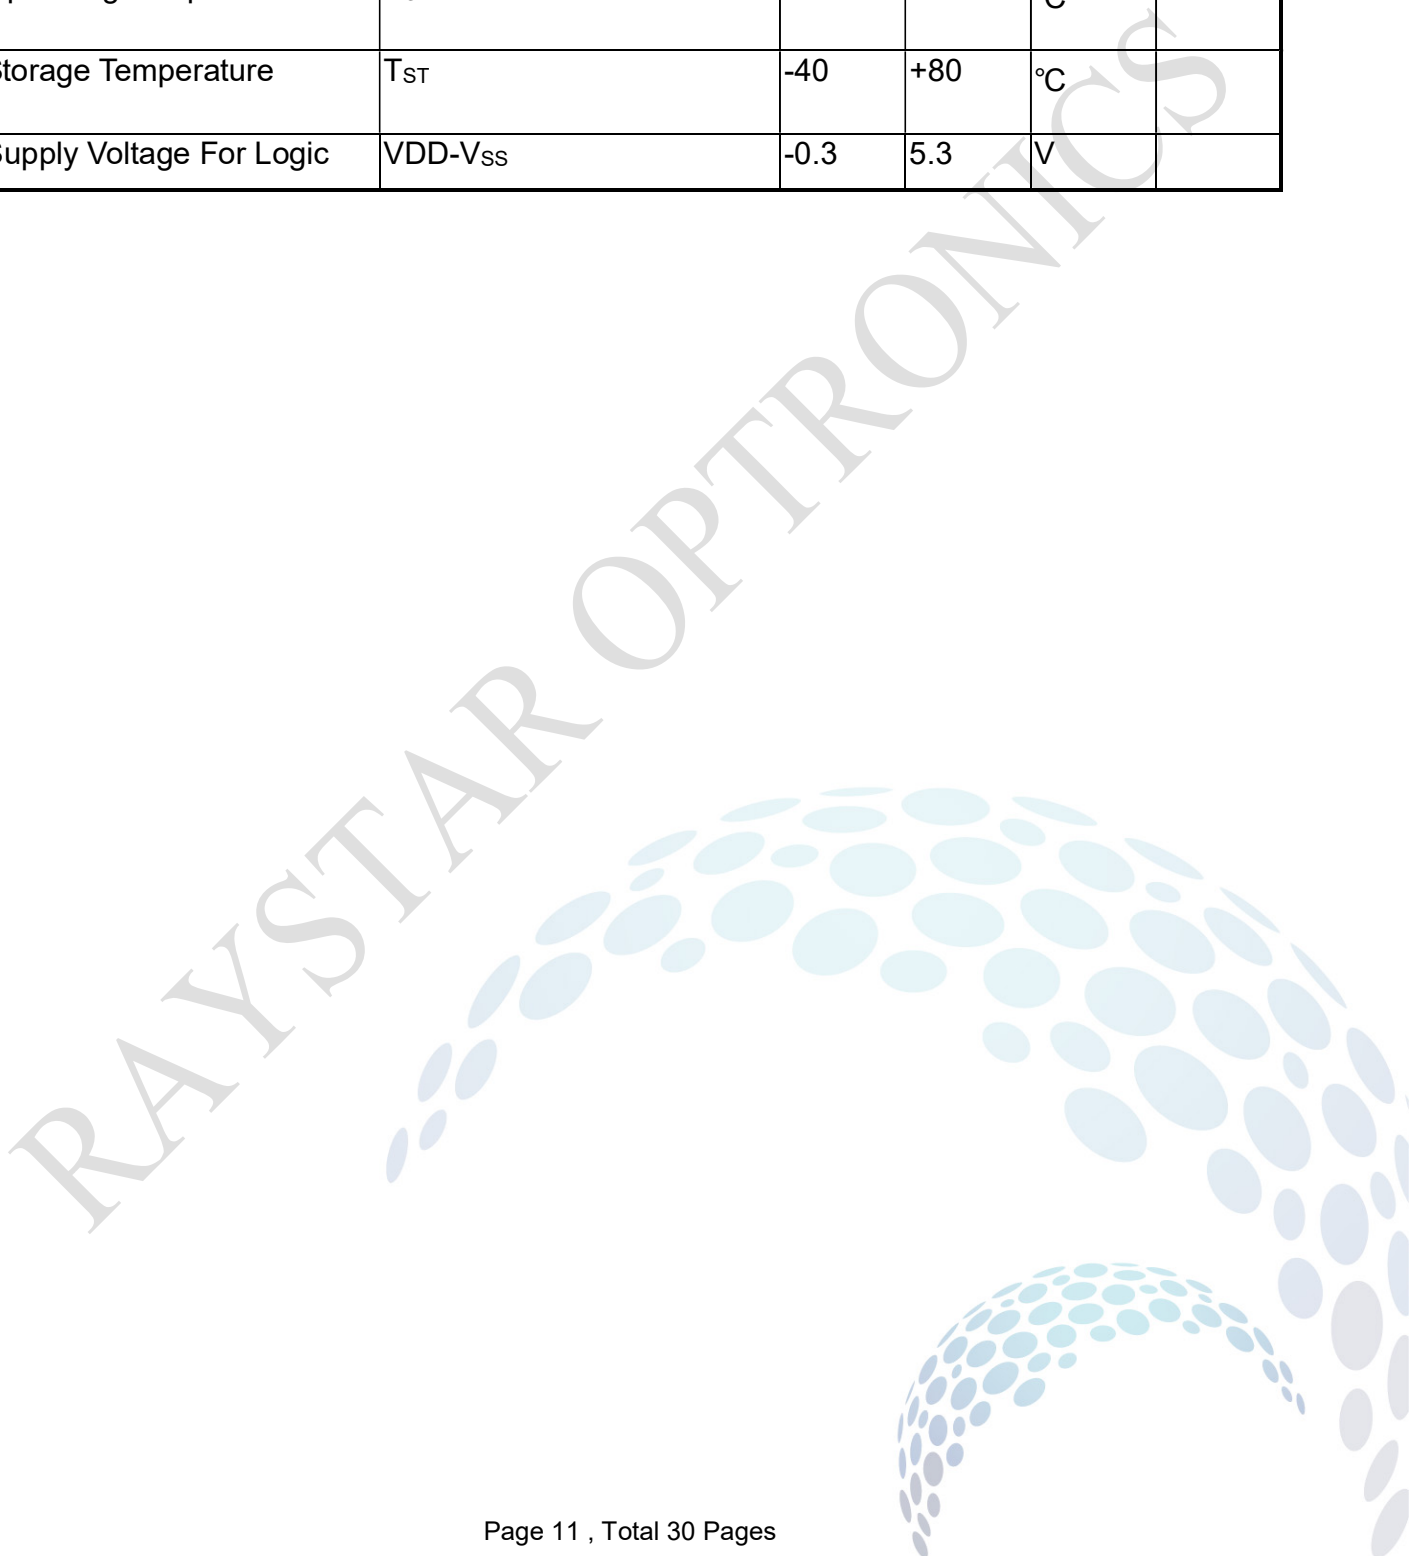 ℃
Storage Temperature TST -40 +80 ℃
Supply Voltage For Logic VDD-VSS -0.3 5.3 V
RAYSTAR OPTRONICS
Page 11 , Total 30 Pages